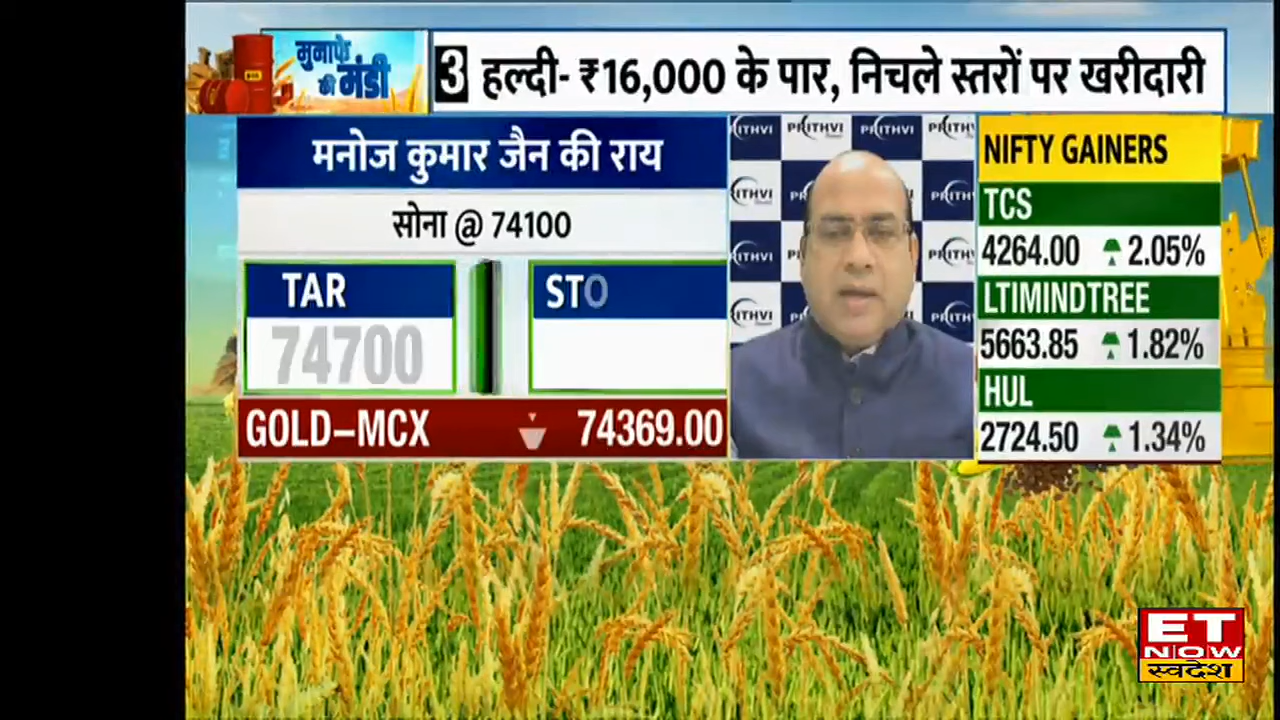 मुनाफे
की मंडी
3 हल्दी- ₹16,000 के पार, निचले स्तरों पर खरीदारी
मनोज कुमार जैन की राय
सोना @ 74100
TAR
74700
STO
GOLD-MCX 74369.00
PRITHVI PRITHVI
NIFTY GAINERS
TCS
4264.00 2.05%
LTIMINDTREE
5663.85 1.82%
HUL
2724.50 1.34%
ET
NOW
स्वदेश